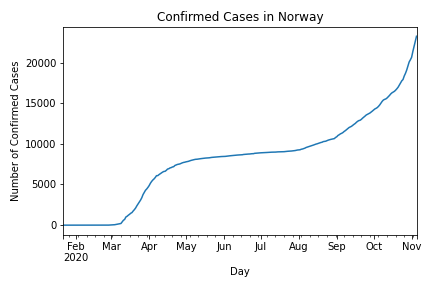 Confirmed Cases in Norway
Number of Confirmed Cases
20000
15000
10000
5000
0
Feb Mar Apr May Jun Jul Aug Sep Oct Nov
2020
Day